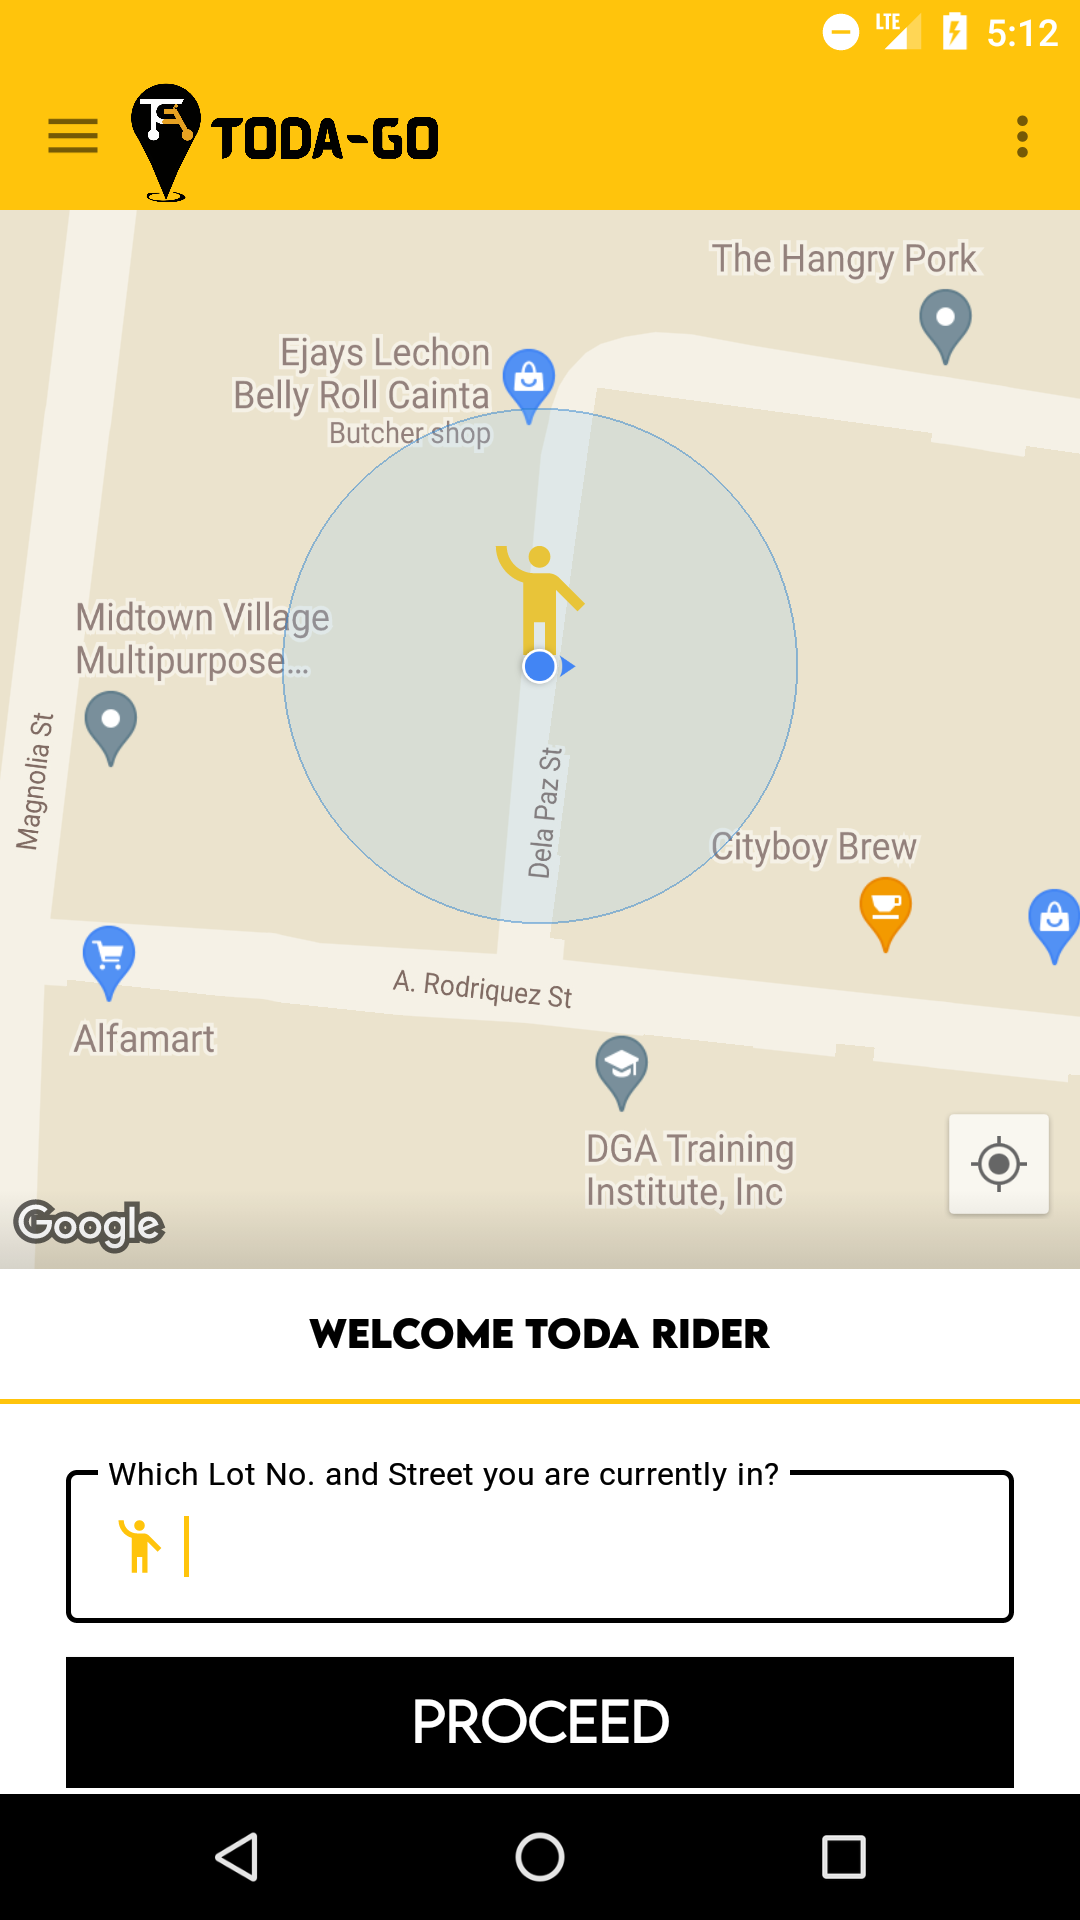 LTE 5:12
TODA-GO
The Hangry Pork
Ejays Lechon
Belly Roll Cainta
Butcher shop
Midtown Village
Multipurpose...
Magnolia St
Dela Paz St
Cityboy Brew
A. Rodriquez St
Alfamart
DGA Training
Institute, Inc
Google
WELCOME TODA RIDER
Which Lot No. and Street you are currently in?
PROCEED